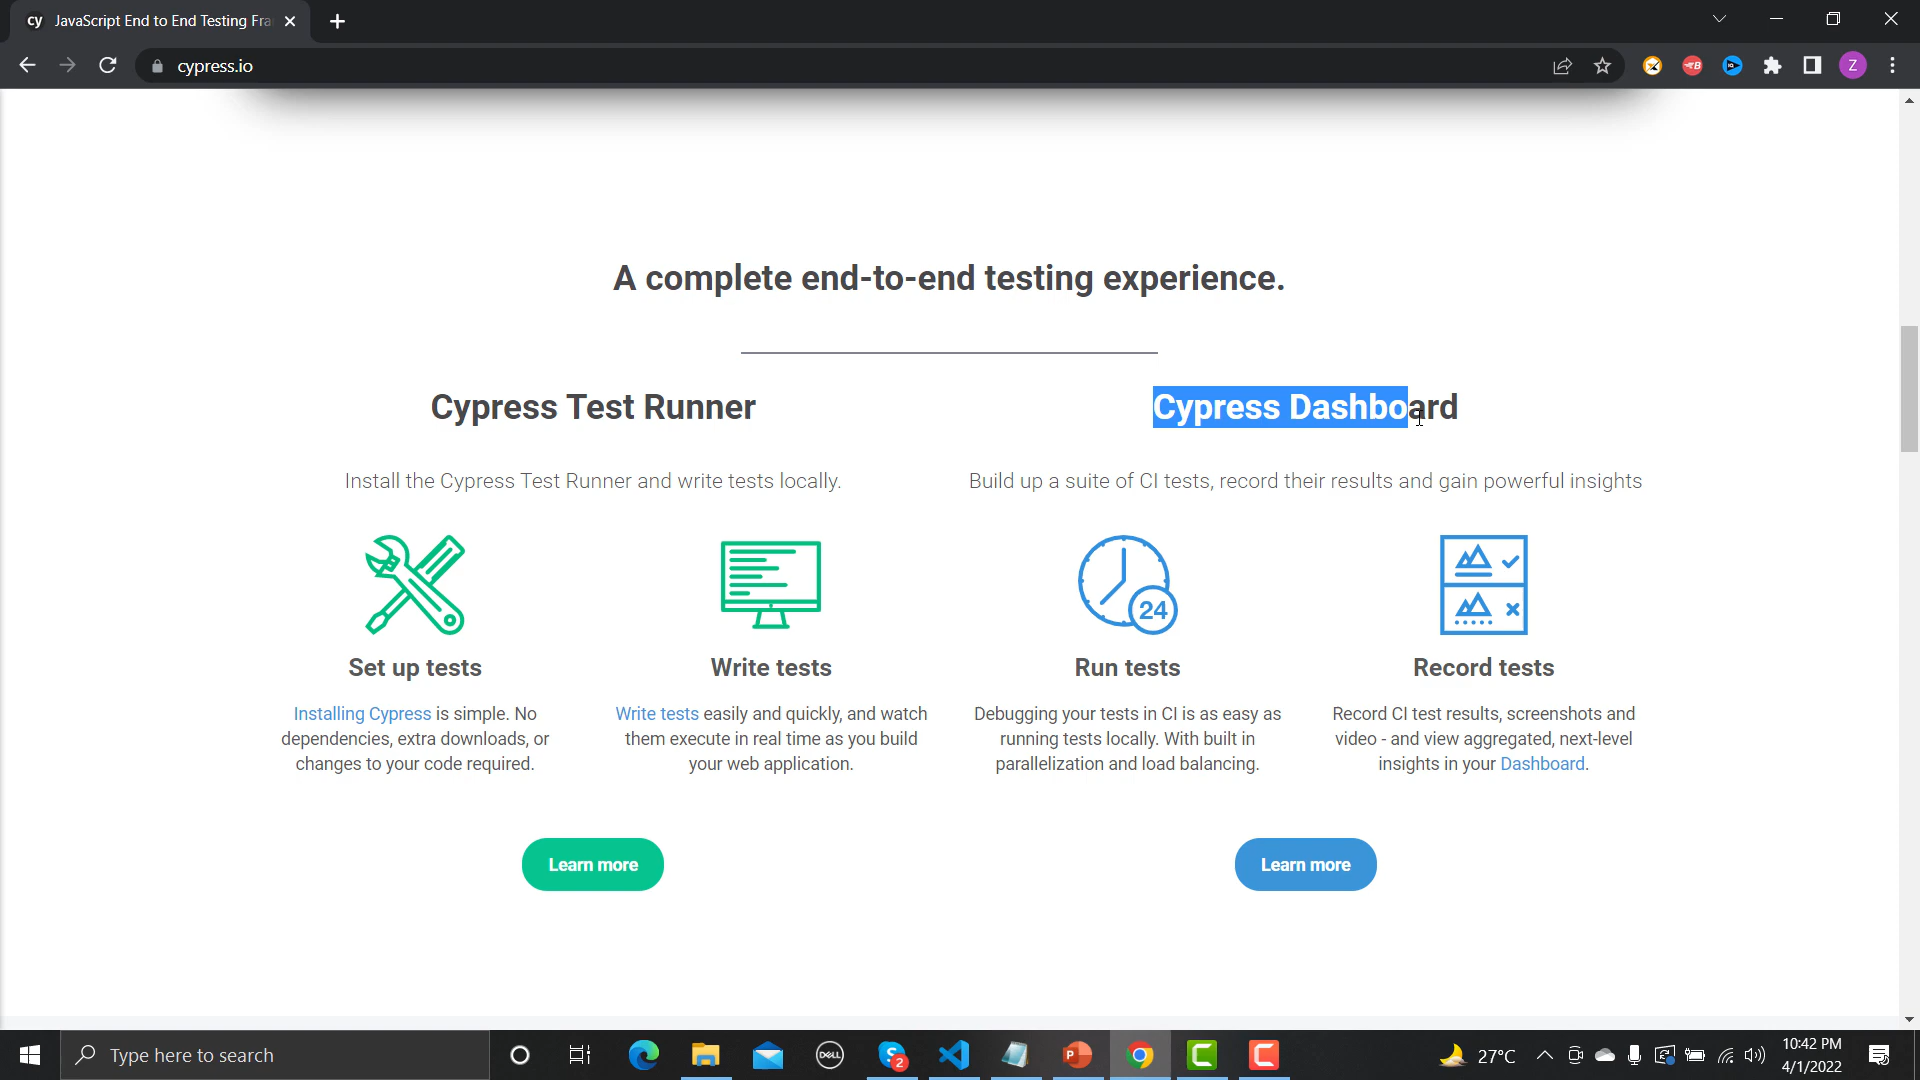 cy JavaScript End to End Testing Fra
cypress.io
Z
A complete end-to-end testing experience.
Cypress Test Runner
Cypress Dashboard
Install the Cypress Test Runner and write tests locally.
Build up a suite of CI tests, record their results and gain powerful insights
24
Set up tests
Write tests
Run tests
Record tests
Installing Cypress is simple. No
dependencies, extra downloads, or
changes to your code required.
Write tests easily and quickly, and watch
them execute in real time as you build
your web application.
Debugging your tests in CI is as easy as
running tests locally. With built in
parallelization and load balancing.
Record CI test results, screenshots and
video - and view aggregated, next-level
insights in your Dashboard.
Learn more
Learn more
Type here to search
DELL
S 2
P
C
C
27°C
10:42 PM
4/1/2022